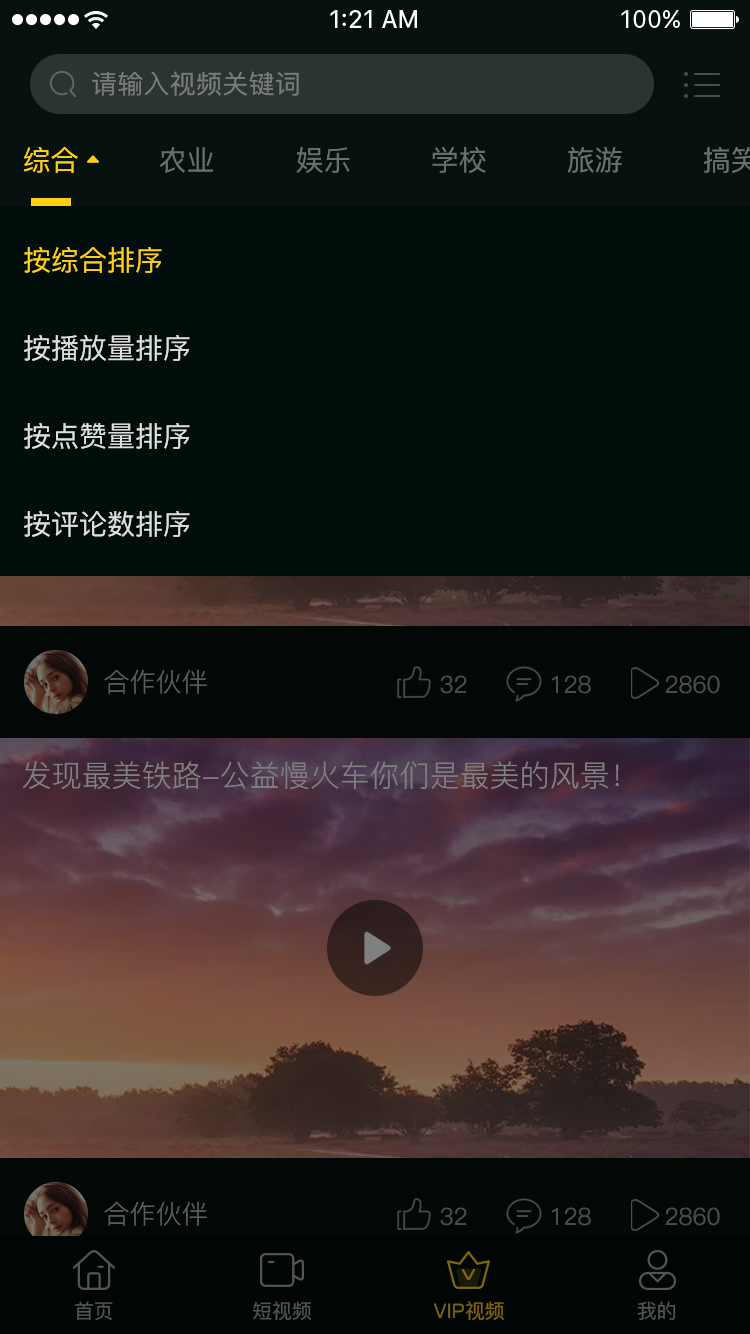 1:21 AM
100%
请输入视频关键词
综合 农业 娱乐 学校 旅游 搞笑
按综合排序
按播放量排序
按点赞量排序
按评论数排序
合作伙伴 32 128 2860
发现最美铁路–公益慢火车你们是最美的风景！
合作伙伴 32 128 2860
首页 短视频 VIP视频 我的